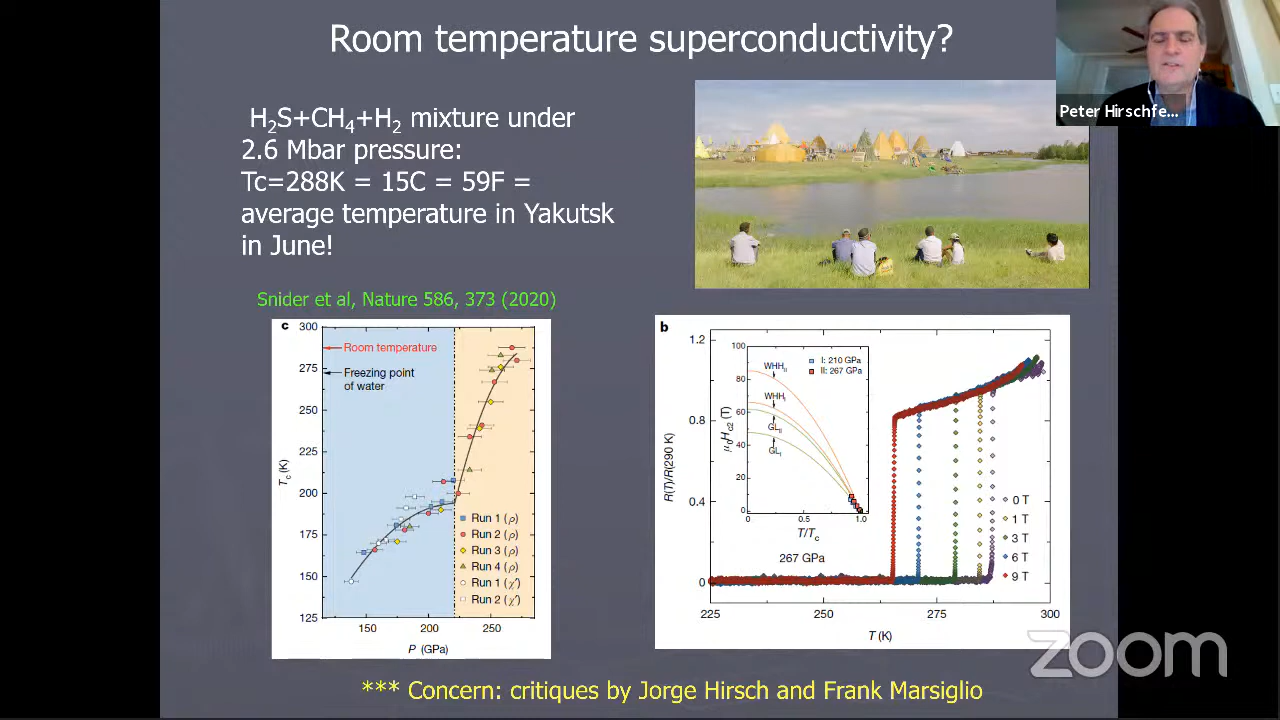 Room temperature superconductivity?
Peter Hirschfe...
H₂S+CH₄+H₂ mixture under
2.6 Mbar pressure:
Tc=288K = 15C = 59F =
average temperature in Yakutsk
in June!
Snider et al, Nature 586, 373 (2020)
c
300
275
250
225
200
175
150
125
Tc (K)
Room temperature
Freezing point
of water
Run 1 (ρ)
Run 2 (ρ)
Run 3 (ρ)
Run 4 (ρ)
Run 1 (χ′)
Run 2 (χ′)
150 200 250
P (GPa)
b
1.2
0.8
0.4
0
R(T)/R(290 K)
100
80
60
40
20
0
μ₀Hc2 (T)
I: 210 GPa
II: 267 GPa
WHH_II
WHH_I
GL_II
GL_I
0 0.5 1.0
T/Tc
267 GPa
0 T
1 T
3 T
6 T
9 T
225 250 275 300
T (K)
zoom
*** Concern: critiques by Jorge Hirsch and Frank Marsiglio